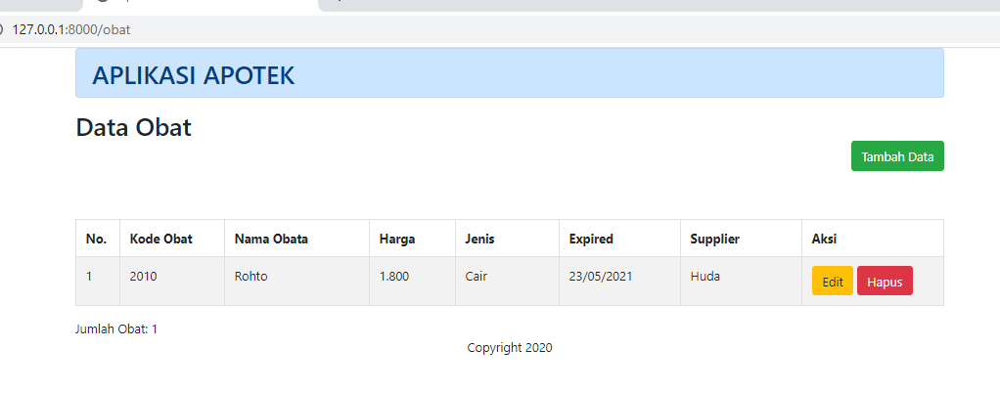 127.0.0.1:8000/obat
APLIKASI APOTEK
Data Obat
Tambah Data
No. Kode Obat Nama Obata Harga Jenis Expired Supplier Aksi
1 2010 Rohto 1.800 Cair 23/05/2021 Huda Edit Hapus
Jumlah Obat: 1
Copyright 2020